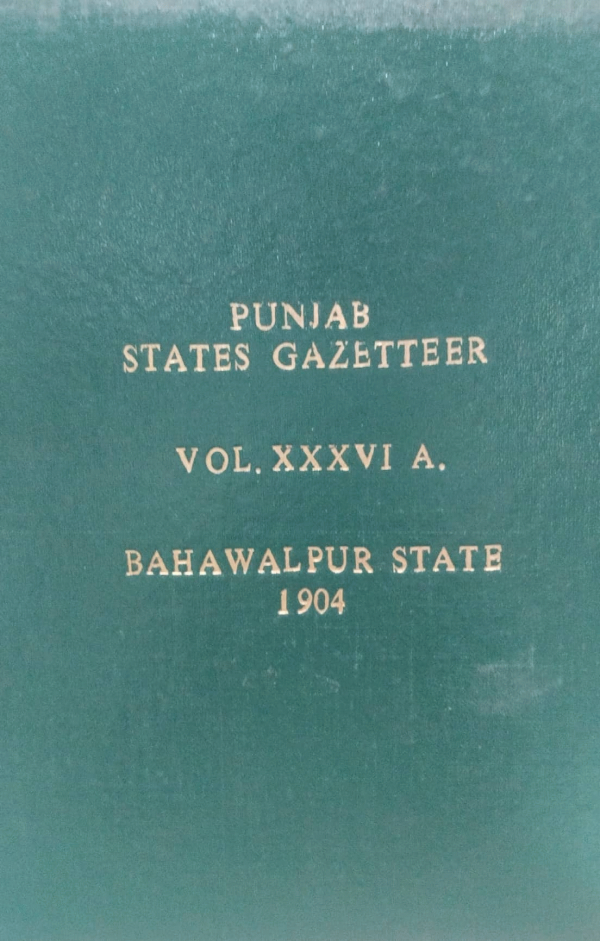 PUNJAB
STATES GAZETTEER
VOL. XXXVI A.
BAHAWALPUR STATE
1904